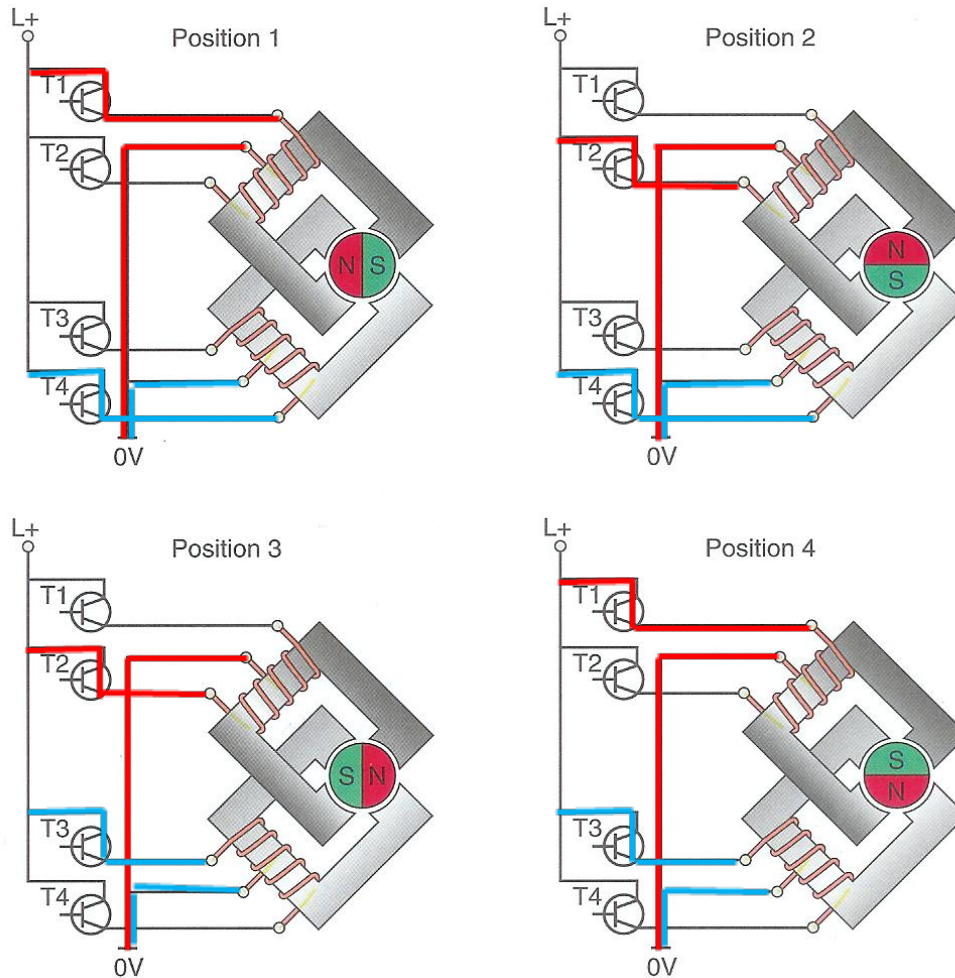 L+
Position 1
T1
T2
N S
T3
T4
0V
L+
Position 2
T1
T2
N
S
T3
T4
0V
L+
Position 3
T1
T2
S N
T3
T4
0V
L+
Position 4
T1
T2
S
N
T3
T4
0V